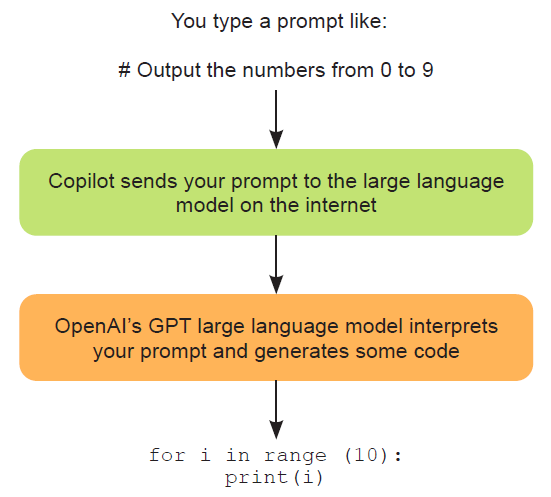 You type a prompt like:
# Output the numbers from 0 to 9
Copilot sends your prompt to the large language
model on the internet
OpenAI’s GPT large language model interprets
your prompt and generates some code
for i in range (10):
print(i)